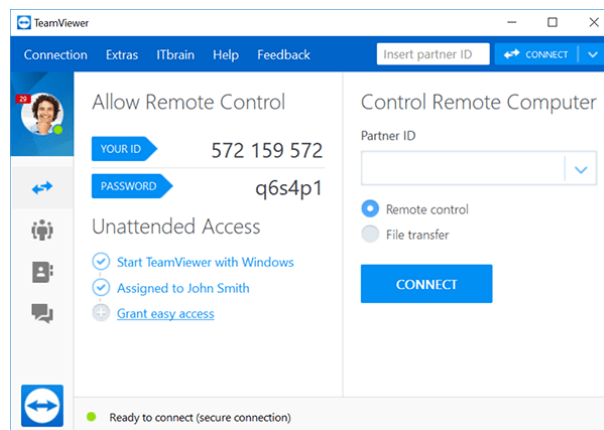 TeamViewer
Connection Extras ITbrain Help Feedback Insert partner ID CONNECT
29
Allow Remote Control
YOUR ID 572 159 572
PASSWORD q6s4p1
Unattended Access
Start TeamViewer with Windows
Assigned to John Smith
Grant easy access
Control Remote Computer
Partner ID
Remote control
File transfer
CONNECT
Ready to connect (secure connection)